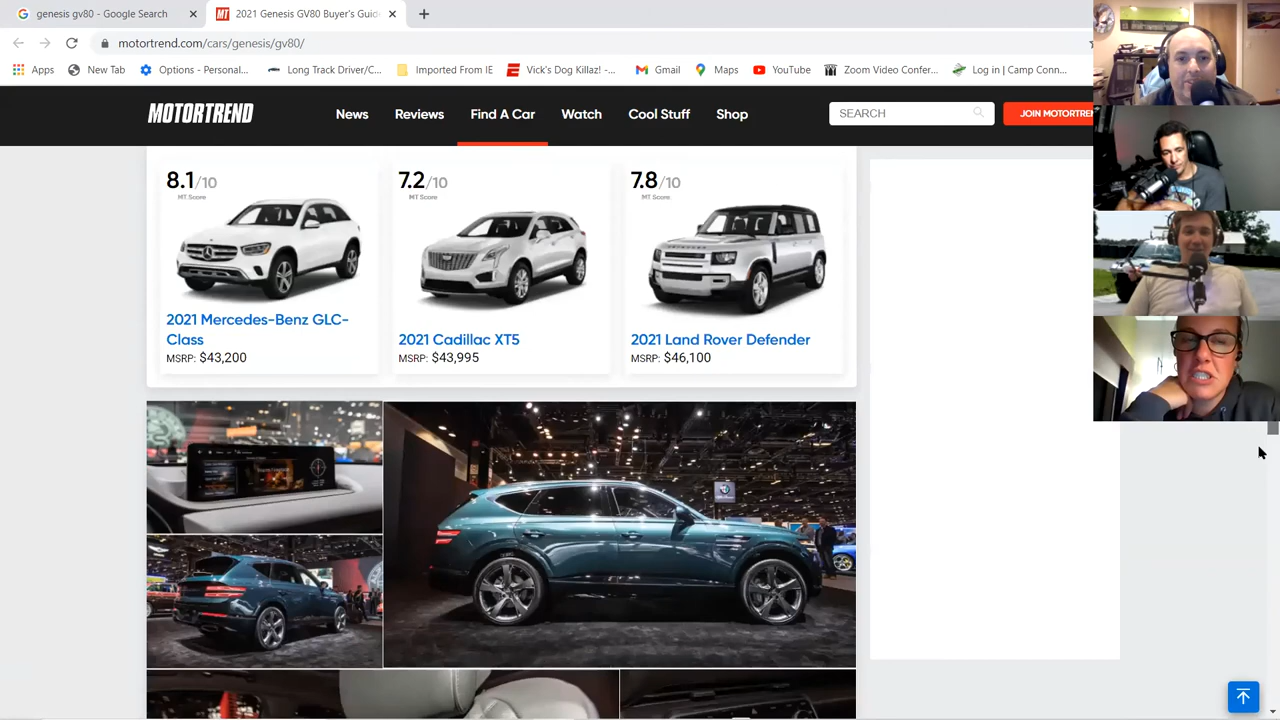 genesis gv80 - Google Search
2021 Genesis GV80 Buyer's Guid
motortrend.com/cars/genesis/gv80/
Apps
New Tab
Options - Personal...
Long Track Driver/C...
Imported From IE
Vick's Dog Killaz! -...
Gmail
Maps
YouTube
Zoom Video Confer...
Log in | Camp Conn...
MOTORTREND
News
Reviews
Find A Car
Watch
Cool Stuff
Shop
SEARCH
JOIN MOTORTREN
8.1/10
MT Score
2021 Mercedes-Benz GLC-
Class
MSRP: $43,200
7.2/10
MT Score
2021 Cadillac XT5
MSRP: $43,995
7.8/10
MT Score
2021 Land Rover Defender
MSRP: $46,100